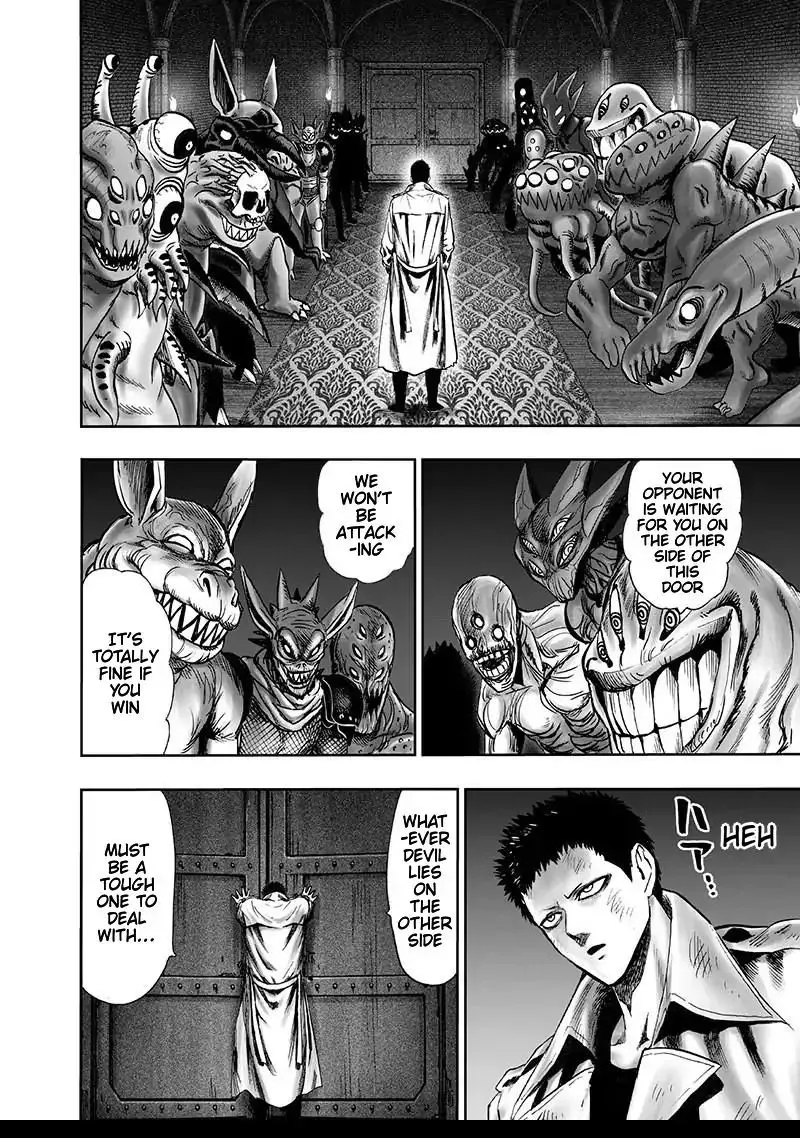 YOUR
OPPONENT
IS WAITING
FOR YOU ON
THE OTHER
SIDE OF
THIS
DOOR
WE
WON'T
BE
ATTACK
-ING
IT'S
TOTALLY
FINE IF
YOU
WIN
ハァ…
HEH
WHAT
-EVER
DEVIL
LIES
ON
THE
OTHER
SIDE
MUST
BE A
TOUGH
ONE TO
DEAL
WITH...